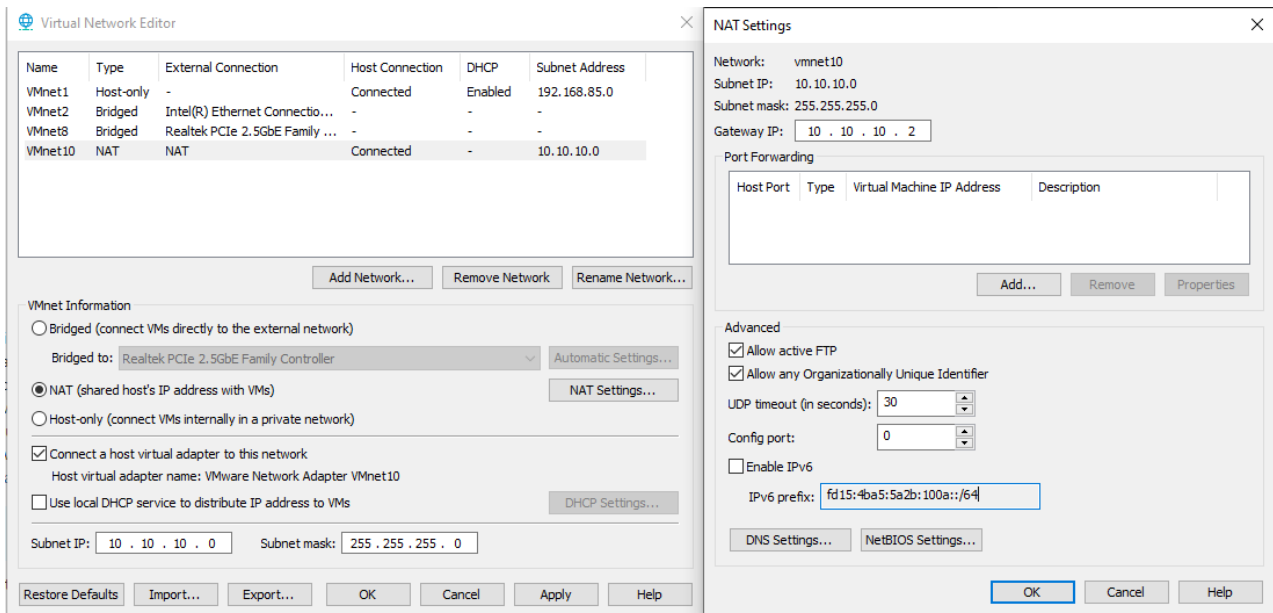 Virtual Network Editor
Name Type External Connection Host Connection DHCP Subnet Address
VMnet1 Host-only - Connected Enabled 192.168.85.0
VMnet2 Bridged Intel(R) Ethernet Connectio... - - -
VMnet8 Bridged Realtek PCIe 2.5GbE Family ... - - -
VMnet10 NAT NAT Connected - 10.10.10.0
Add Network... Remove Network Rename Network...
VMnet Information
Bridged (connect VMs directly to the external network)
Bridged to: Realtek PCIe 2.5GbE Family Controller Automatic Settings...
NAT (shared host's IP address with VMs) NAT Settings...
Host-only (connect VMs internally in a private network)
Connect a host virtual adapter to this network
Host virtual adapter name: VMware Network Adapter VMnet10
Use local DHCP service to distribute IP address to VMs DHCP Settings...
Subnet IP: 10 . 10 . 10 . 0 Subnet mask: 255 . 255 . 255 . 0
Restore Defaults Import... Export... OK Cancel Apply Help
NAT Settings
Network: vmnet10
Subnet IP: 10.10.10.0
Subnet mask: 255.255.255.0
Gateway IP: 10 . 10 . 10 . 2
Port Forwarding
Host Port Type Virtual Machine IP Address Description
Add... Remove Properties
Advanced
Allow active FTP
Allow any Organizationally Unique Identifier
UDP timeout (in seconds): 30
Config port: 0
Enable IPv6
IPv6 prefix: fd15:4ba5:5a2b:100a::/64
DNS Settings... NetBIOS Settings...
OK Cancel Help